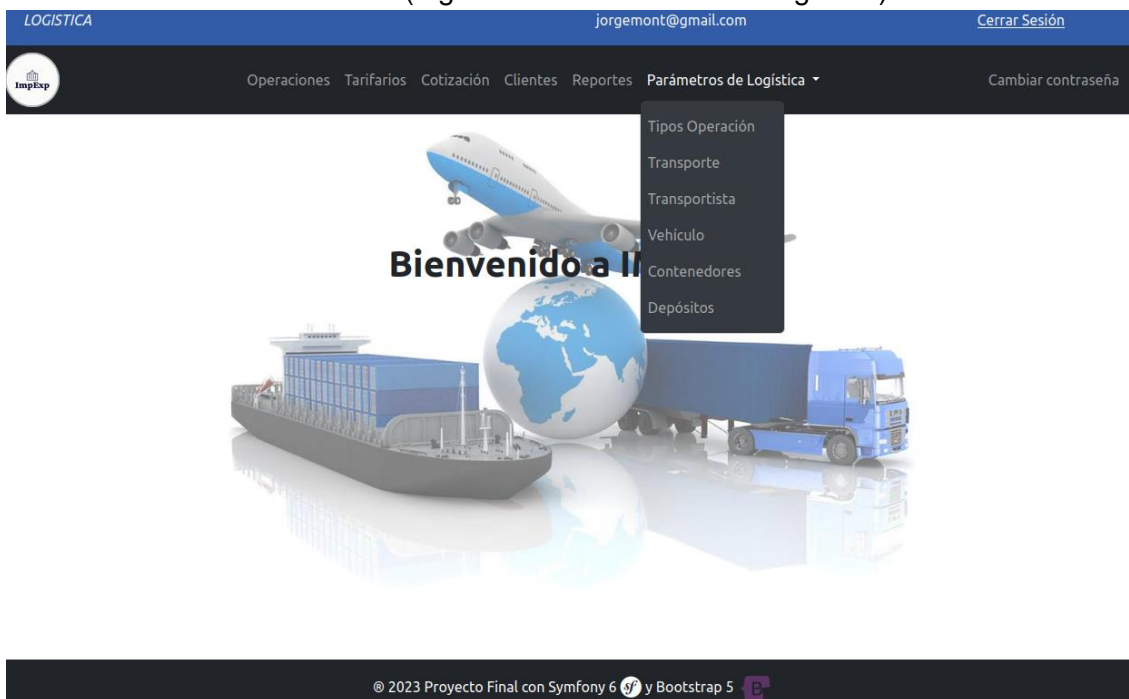 LOGISTICA jorgemont@gmail.com Cerrar Sesión
ImpExp Operaciones Tarifarios Cotización Clientes Reportes Parámetros de Logística Cambiar contraseña
Tipos Operación
Transporte
Transportista
Vehículo
Contenedores
Depósitos
Bienvenido a
® 2023 Proyecto Final con Symfony 6 sf y Bootstrap 5 B